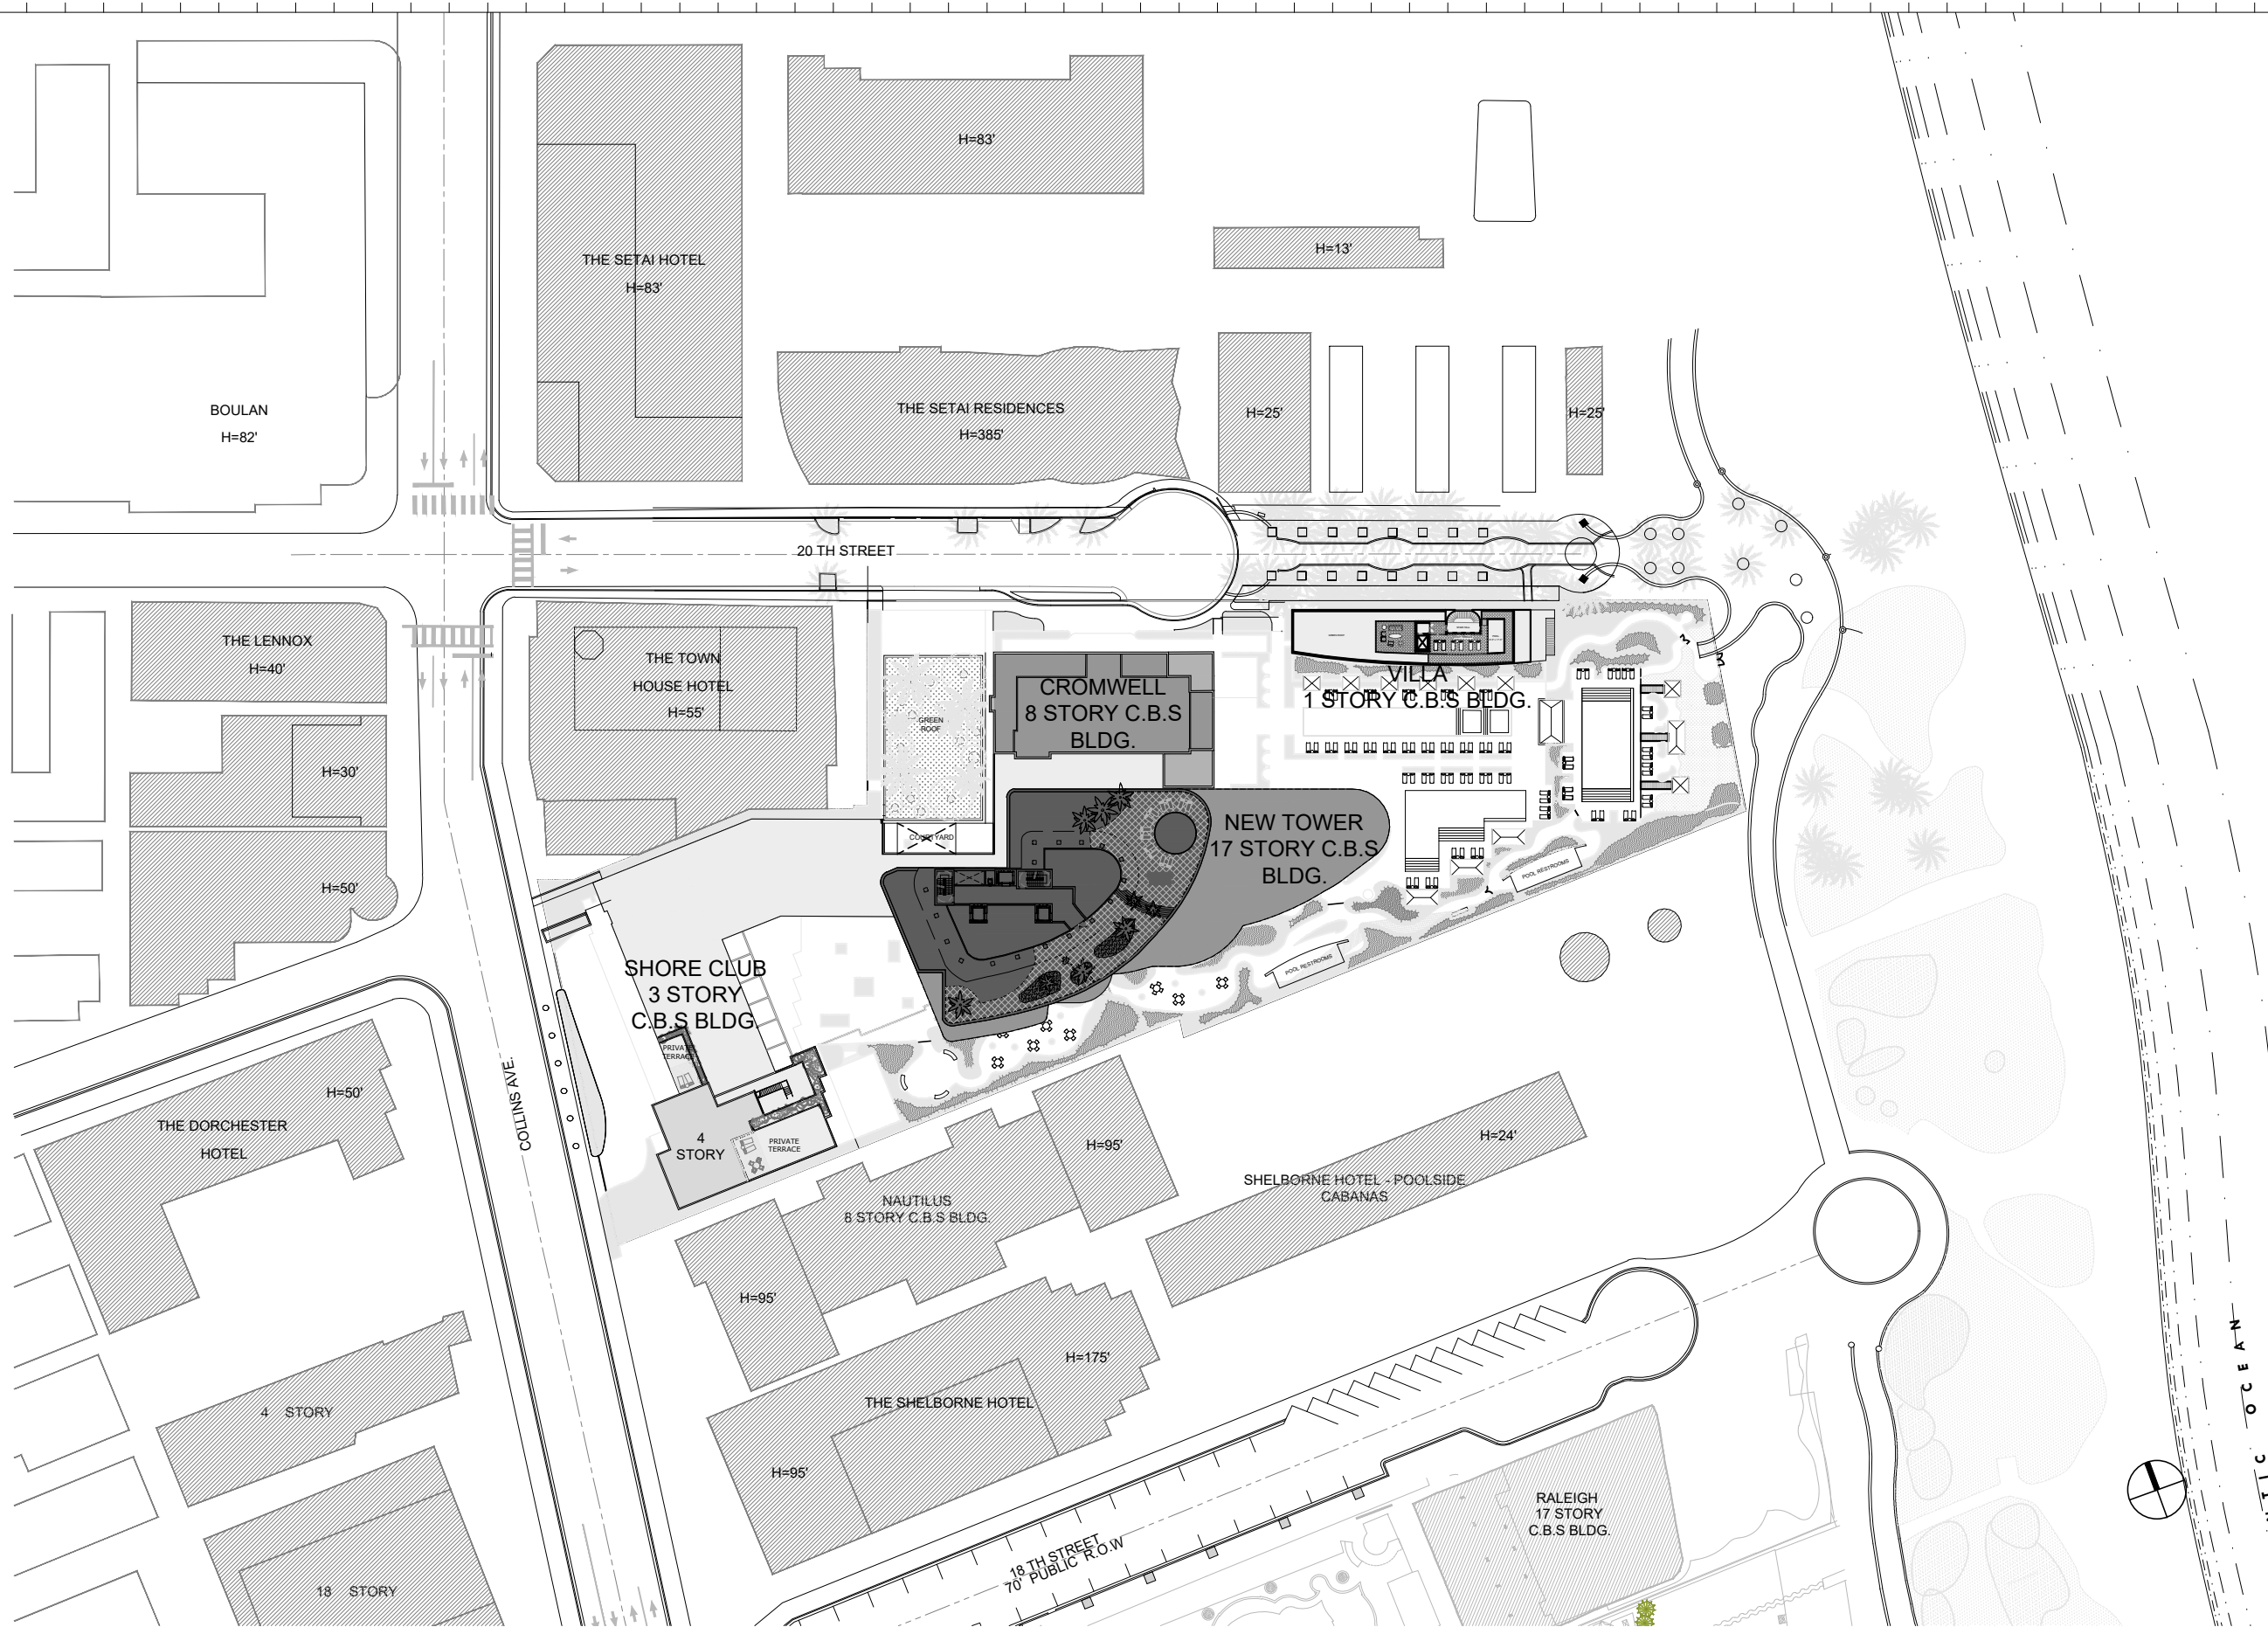 H=83'
THE SETAI HOTEL
H=83'
H=13'
BOULAN
H=82'
THE SETAI RESIDENCES
H=385'
H=25'
H=25'
20 TH STREET
THE LENNOX
H=40'
THE TOWN
HOUSE HOTEL
H=55'
GREEN
ROOF
CROMWELL
8 STORY C.B.S
BLDG.
VILLA
1 STORY C.B.S BLDG.
H=30'
COURTYARD
NEW TOWER
17 STORY C.B.S
BLDG.
POOL RESTROOMS
H=50'
POOL RESTROOMS
SHORE CLUB
3 STORY
C.B.S BLDG.
PRIVATE
TERRACE
COLLINS AVE.
H=50'
THE DORCHESTER
HOTEL
4
STORY
PRIVATE
TERRACE
H=95'
H=24'
SHELBORNE HOTEL - POOLSIDE
CABANAS
NAUTILUS
8 STORY C.B.S BLDG.
H=95'
H=175'
THE SHELBORNE HOTEL
H=95'
4 STORY
18 STORY
18 TH STREET
70' PUBLIC R.O.W
RALEIGH
17 STORY
C.B.S BLDG.
OCEAN